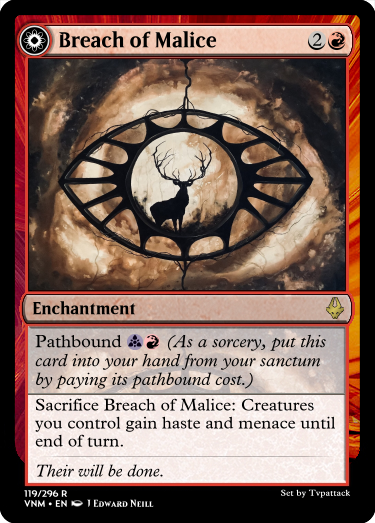 Breach of Malice 2
Enchantment
Pathbound (As a sorcery, put this
card into your hand from your sanctum
by paying its pathbound cost.)
Sacrifice Breach of Malice: Creatures
you control gain haste and menace until
end of turn.
Their will be done.
119/296 R Set by Tvpattack
VNM • EN J Edward Neill